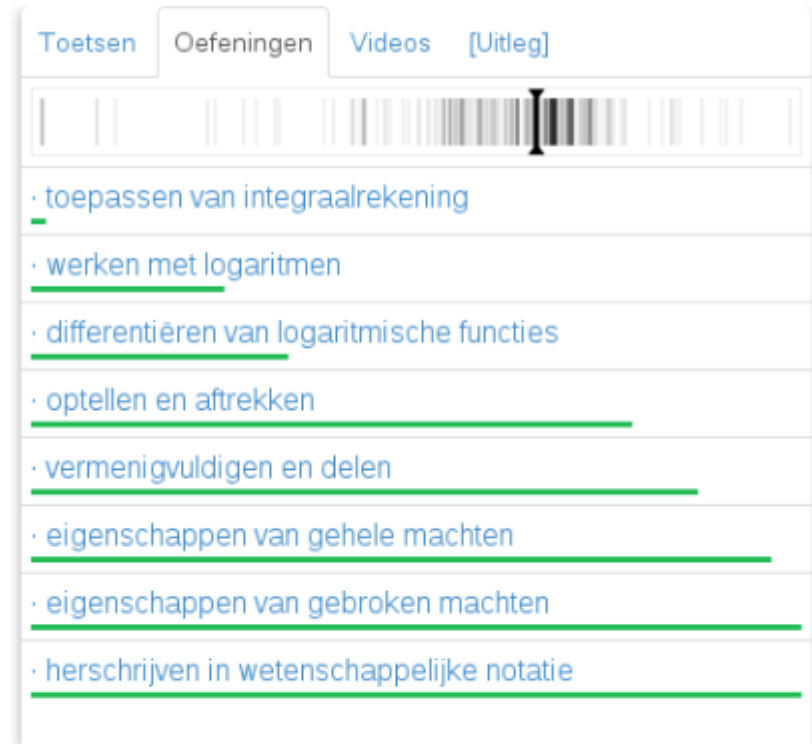 Toetsen Oefeningen Videos [Uitleg]
· toepassen van integraalrekening
· werken met logaritmen
· differentiëren van logaritmische functies
· optellen en aftrekken
· vermenigvuldigen en delen
· eigenschappen van gehele machten
· eigenschappen van gebroken machten
· herschrijven in wetenschappelijke notatie